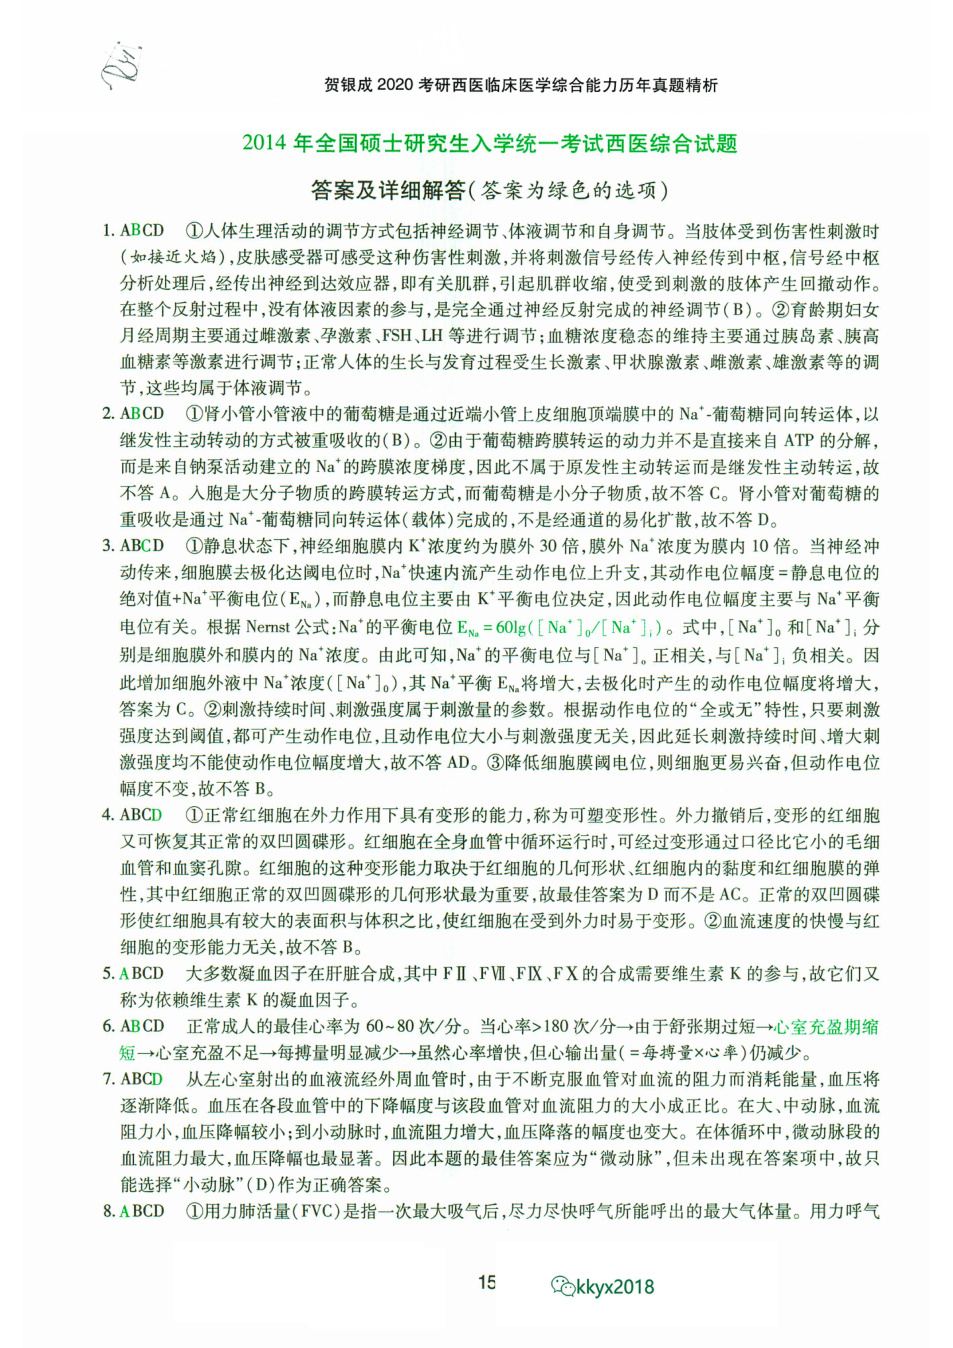 贺银成 2020 考研西医临床医学综合能力历年真题精析
2014 年全国硕士研究生入学统一考试西医综合试题
答案及详细解答(答案为绿色的选项)
1. ABCD ①人体生理活动的调节方式包括神经调节、体液调节和自身调节。当肢体受到伤害性刺激时
(如接近火焰),皮肤感受器可感受这种伤害性刺激,并将刺激信号经传入神经传到中枢,信号经中枢
分析处理后,经传出神经到达效应器,即有关肌群,引起肌群收缩,使受到刺激的肢体产生回撤动作。
在整个反射过程中,没有体液因素的参与,是完全通过神经反射完成的神经调节(B)。②育龄期妇女
月经周期主要通过雌激素、孕激素、FSH、LH 等进行调节;血糖浓度稳态的维持主要通过胰岛素、胰高
血糖素等激素进行调节;正常人体的生长与发育过程受生长激素、甲状腺激素、雌激素、雄激素等的调
节,这些均属于体液调节。
2. ABCD ①肾小管小管液中的葡萄糖是通过近端小管上皮细胞顶端膜中的 Na⁺-葡萄糖同向转运体,以
继发性主动转动的方式被重吸收的(B)。②由于葡萄糖跨膜转运的动力并不是直接来自 ATP 的分解,
而是来自钠泵活动建立的 Na⁺的跨膜浓度梯度,因此不属于原发性主动转运而是继发性主动转运,故
不答 A。入胞是大分子物质的跨膜转运方式,而葡萄糖是小分子物质,故不答 C。肾小管对葡萄糖的
重吸收是通过 Na⁺-葡萄糖同向转运体(载体)完成的,不是经通道的易化扩散,故不答 D。
3. ABCD ①静息状态下,神经细胞膜内 K⁺浓度约为膜外 30 倍,膜外 Na⁺浓度为膜内 10 倍。当神经冲
动传来,细胞膜去极化达阈电位时,Na⁺快速内流产生动作电位上升支,其动作电位幅度=静息电位的
绝对值+Na⁺平衡电位(E_Na),而静息电位主要由 K⁺平衡电位决定,因此动作电位幅度主要与 Na⁺平衡
电位有关。根据 Nernst 公式:Na⁺的平衡电位 E_Na = 60lg([Na⁺]₀/[Na⁺]ᵢ)。式中,[Na⁺]₀ 和[Na⁺]ᵢ 分
别是细胞膜外和膜内的 Na⁺浓度。由此可知,Na⁺的平衡电位与[Na⁺]₀ 正相关,与[Na⁺]ᵢ 负相关。因
此增加细胞外液中 Na⁺浓度([Na⁺]₀),其 Na⁺平衡 E_Na将增大,去极化时产生的动作电位幅度将增大,
答案为 C。②刺激持续时间、刺激强度属于刺激量的参数。根据动作电位的“全或无”特性,只要刺激
强度达到阈值,都可产生动作电位,且动作电位大小与刺激强度无关,因此延长刺激持续时间、增大刺
激强度均不能使动作电位幅度增大,故不答 AD。③降低细胞膜阈电位,则细胞更易兴奋,但动作电位
幅度不变,故不答 B。
4. ABCD ①正常红细胞在外力作用下具有变形的能力,称为可塑变形性。外力撤销后,变形的红细胞
又可恢复其正常的双凹圆碟形。红细胞在全身血管中循环运行时,可经过变形通过口径比它小的毛细
血管和血窦孔隙。红细胞的这种变形能力取决于红细胞的几何形状、红细胞内的黏度和红细胞膜的弹
性,其中红细胞正常的双凹圆碟形的几何形状最为重要,故最佳答案为 D 而不是 AC。正常的双凹圆碟
形使红细胞具有较大的表面积与体积之比,使红细胞在受到外力时易于变形。②血流速度的快慢与红
细胞的变形能力无关,故不答 B。
5. ABCD 大多数凝血因子在肝脏合成,其中 FⅡ、FⅦ、FⅨ、FⅩ的合成需要维生素 K 的参与,故它们又
称为依赖维生素 K 的凝血因子。
6. ABCD 正常成人的最佳心率为 60~80 次/分。当心率>180 次/分→由于舒张期过短→心室充盈期缩
短→心室充盈不足→每搏量明显减少→虽然心率增快,但心输出量(=每搏量×心率)仍减少。
7. ABCD 从左心室射出的血液流经外周血管时,由于不断克服血管对血流的阻力而消耗能量,血压将
逐渐降低。血压在各段血管中的下降幅度与该段血管对血流阻力的大小成正比。在大、中动脉,血流
阻力小,血压降幅较小;到小动脉时,血流阻力增大,血压降落的幅度也变大。在体循环中,微动脉段的
血流阻力最大,血压降幅也最显著。因此本题的最佳答案应为“微动脉”,但未出现在答案项中,故只
能选择“小动脉”(D)作为正确答案。
8. ABCD ①用力肺活量(FVC)是指一次最大吸气后,尽力尽快呼气所能呼出的最大气体量。用力呼气
15
kkyx2018